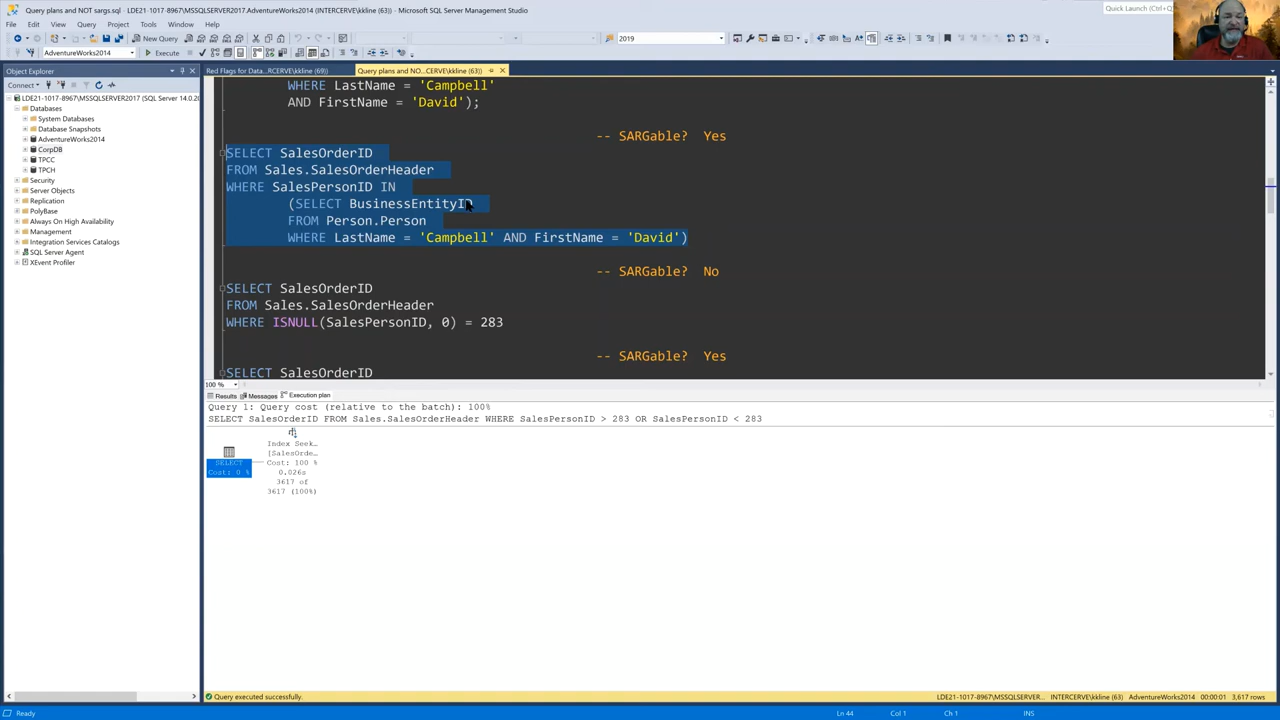 Query plans and NOT sargs.sql - LDE21-1017-8967\MSSQLSERVER2017.AdventureWorks2014 (INTERCERVE\kkline (63)) - Microsoft SQL Server Management Studio
Quick Launch (Ctrl+Q)
File Edit View Query Project Tools Window Help
New Query 2019
AdventureWorks2014 Execute
Object Explorer
Red Flags for Data...RCERVE\kkline (69))
Query plans and NO...CERVE\kkline (63))
Connect
LDE21-1017-8967\MSSQLSERVER2017 (SQL Server 14.0.20
Databases
System Databases
Database Snapshots
AdventureWorks2014
CorpDB
TPCC
TPCH
Security
Server Objects
Replication
PolyBase
Always On High Availability
Management
Integration Services Catalogs
SQL Server Agent
XEvent Profiler
WHERE LastName = 'Campbell'
AND FirstName = 'David');
-- SARGable? Yes
SELECT SalesOrderID
FROM Sales.SalesOrderHeader
WHERE SalesPersonID IN
(SELECT BusinessEntityID
FROM Person.Person
WHERE LastName = 'Campbell' AND FirstName = 'David')
-- SARGable? No
SELECT SalesOrderID
FROM Sales.SalesOrderHeader
WHERE ISNULL(SalesPersonID, 0) = 283
-- SARGable? Yes
SELECT SalesOrderID
100 %
Results Messages Execution plan
Query 1: Query cost (relative to the batch): 100%
SELECT SalesOrderID FROM Sales.SalesOrderHeader WHERE SalesPersonID > 283 OR SalesPersonID < 283
SELECT
Cost: 0 %
Index Seek…
[SalesOrde…
Cost: 100 %
0.026s
3617 of
3617 (100%)
Query executed successfully.
LDE21-1017-8967\MSSQLSERVER... INTERCERVE\kkline (63) AdventureWorks2014 00:00:01 3,617 rows
Ready Ln 44 Col 1 Ch 1 INS